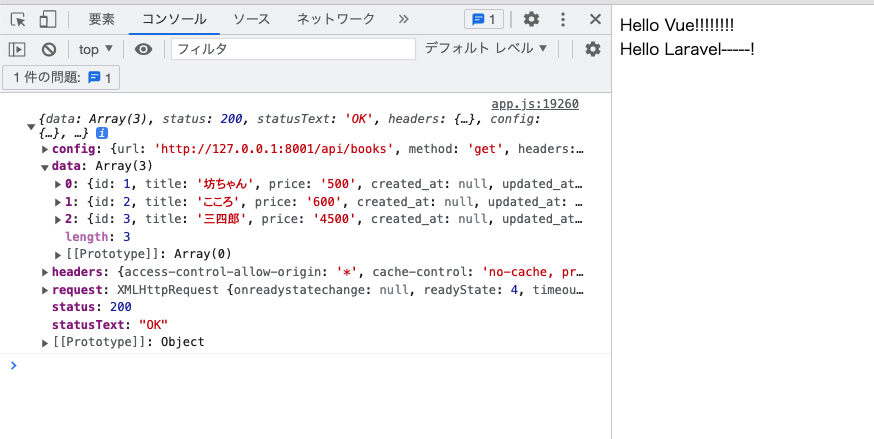 要素 コンソール ソース ネットワーク » 1
top フィルタ デフォルト レベル
1 件の問題: 1
app.js:19260
{data: Array(3), status: 200, statusText: 'OK', headers: {…}, config:
{…}, …} i
config: {url: 'http://127.0.0.1:8001/api/books', method: 'get', headers:…
data: Array(3)
0: {id: 1, title: '坊ちゃん', price: '500', created_at: null, updated_at…
1: {id: 2, title: 'こころ', price: '600', created_at: null, updated_at…
2: {id: 3, title: '三四郎', price: '4500', created_at: null, updated_at…
length: 3
[[Prototype]]: Array(0)
headers: {access-control-allow-origin: '*', cache-control: 'no-cache, pr…
request: XMLHttpRequest {onreadystatechange: null, readyState: 4, timeou…
status: 200
statusText: "OK"
[[Prototype]]: Object
Hello Vue!!!!!!!!
Hello Laravel-----!